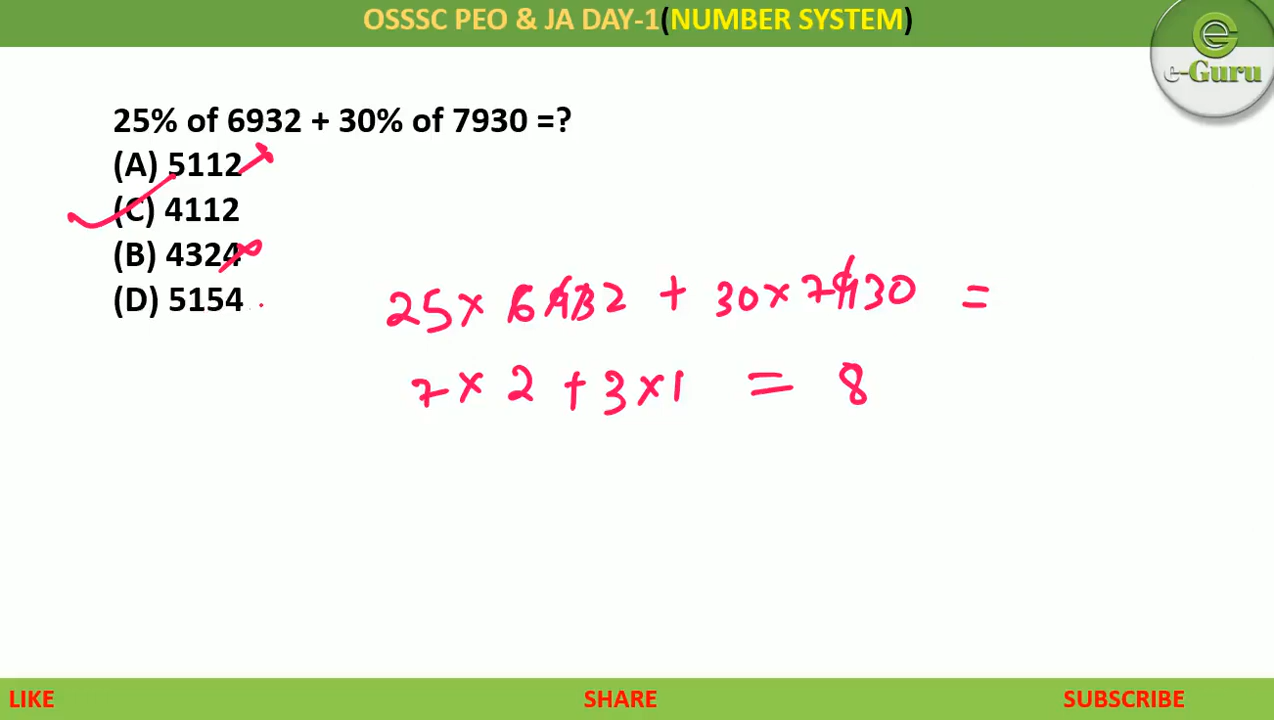 OSSSC PEO & JA DAY-1(NUMBER SYSTEM)
e-Guru
25% of 6932 + 30% of 7930 =?
(A) 5112
(C) 4112
(B) 4324
(D) 5154
25 × 6932 + 30 × 7930 =
7 × 2 + 3 × 1 = 8
LIKE
SHARE
SUBSCRIBE